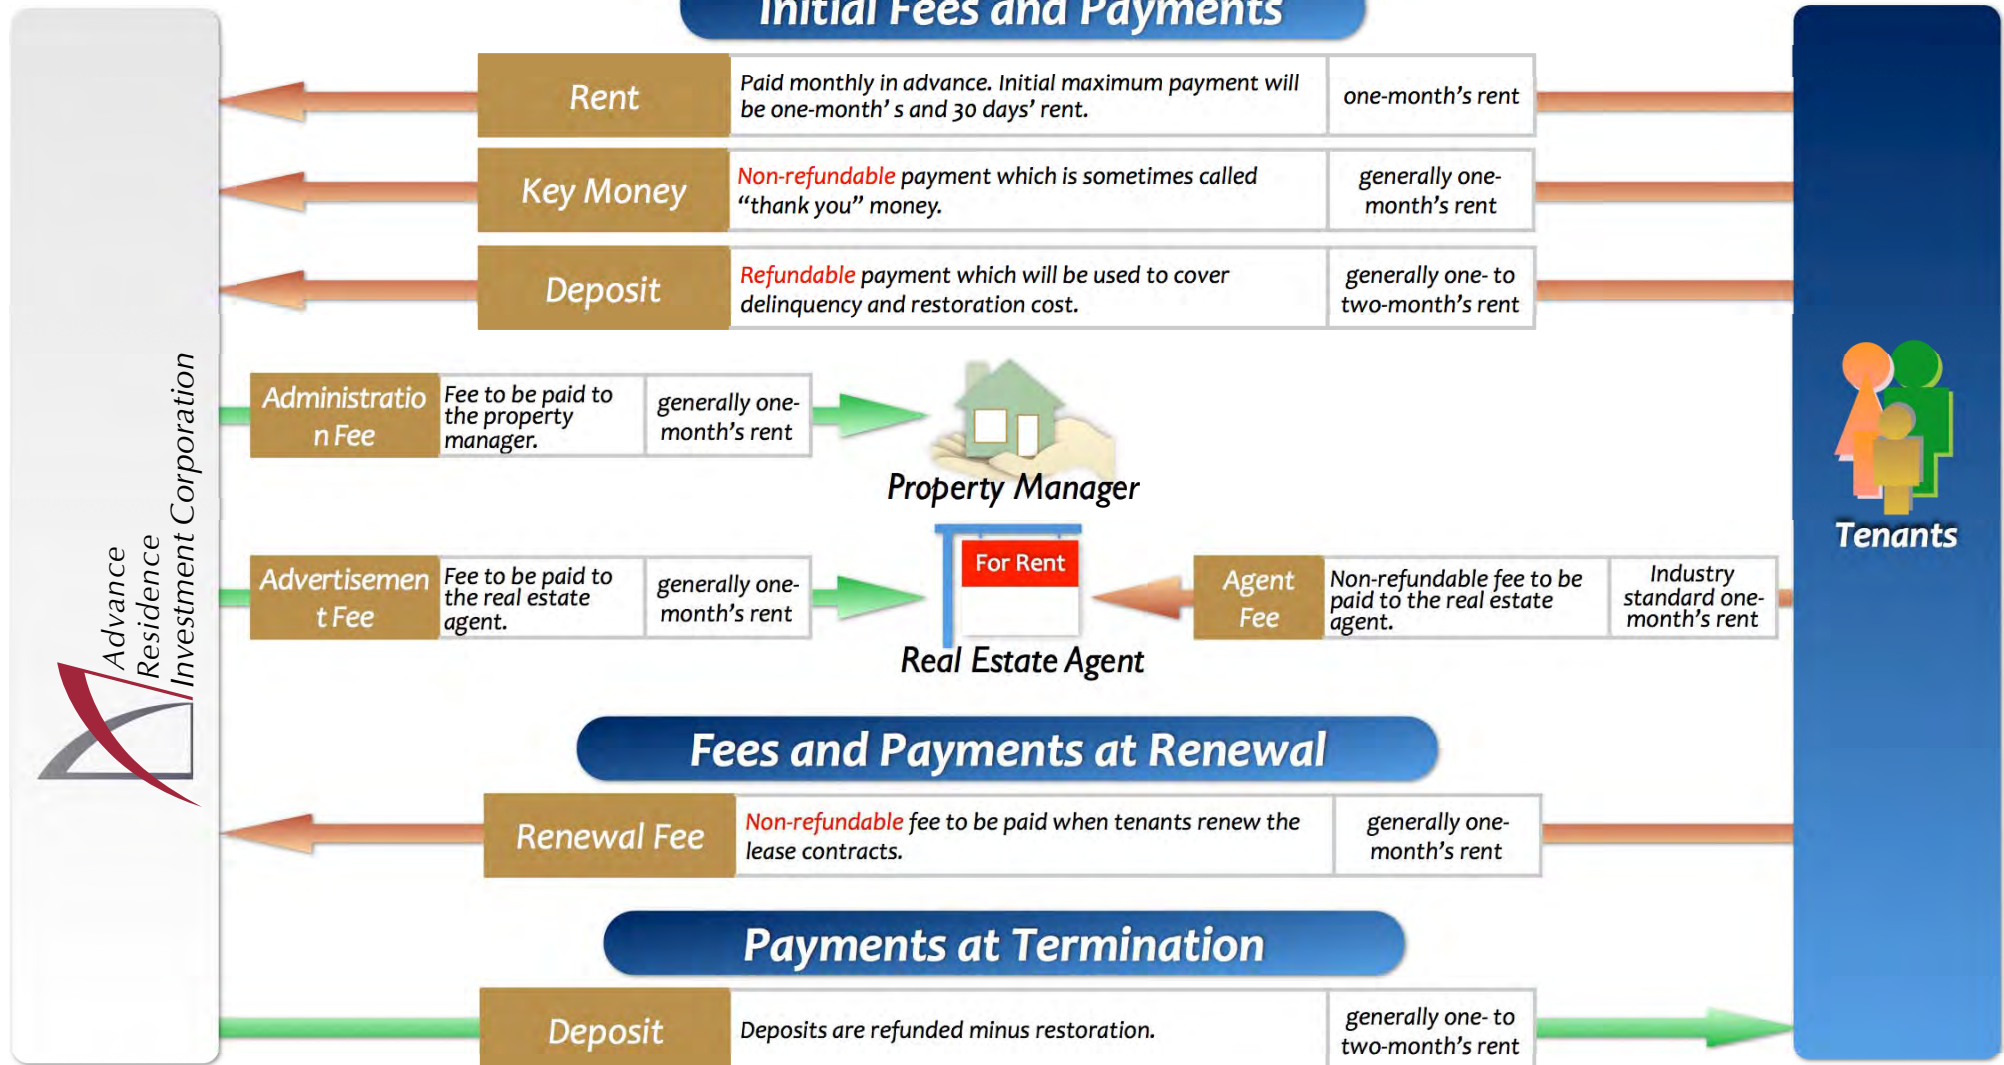 Initial Fees and Payments
Rent
Paid monthly in advance. Initial maximum payment will
be one-month' s and 30 days' rent.
one-month's rent
Key Money
Non-refundable payment which is sometimes called
“thank you” money.
generally one-
month's rent
Deposit
Refundable payment which will be used to cover
delinquency and restoration cost.
generally one- to
two-month's rent
Administratio
n Fee
Fee to be paid to
the property
manager.
generally one-
month's rent
Property Manager
Advertisemen
t Fee
Fee to be paid to
the real estate
agent.
generally one-
month's rent
For Rent
Real Estate Agent
Agent
Fee
Non-refundable fee to be
paid to the real estate
agent.
Industry
standard one-
month's rent
Advance
Residence
Investment Corporation
Tenants
Fees and Payments at Renewal
Renewal Fee
Non-refundable fee to be paid when tenants renew the
lease contracts.
generally one-
month's rent
Payments at Termination
Deposit
Deposits are refunded minus restoration.
generally one- to
two-month's rent